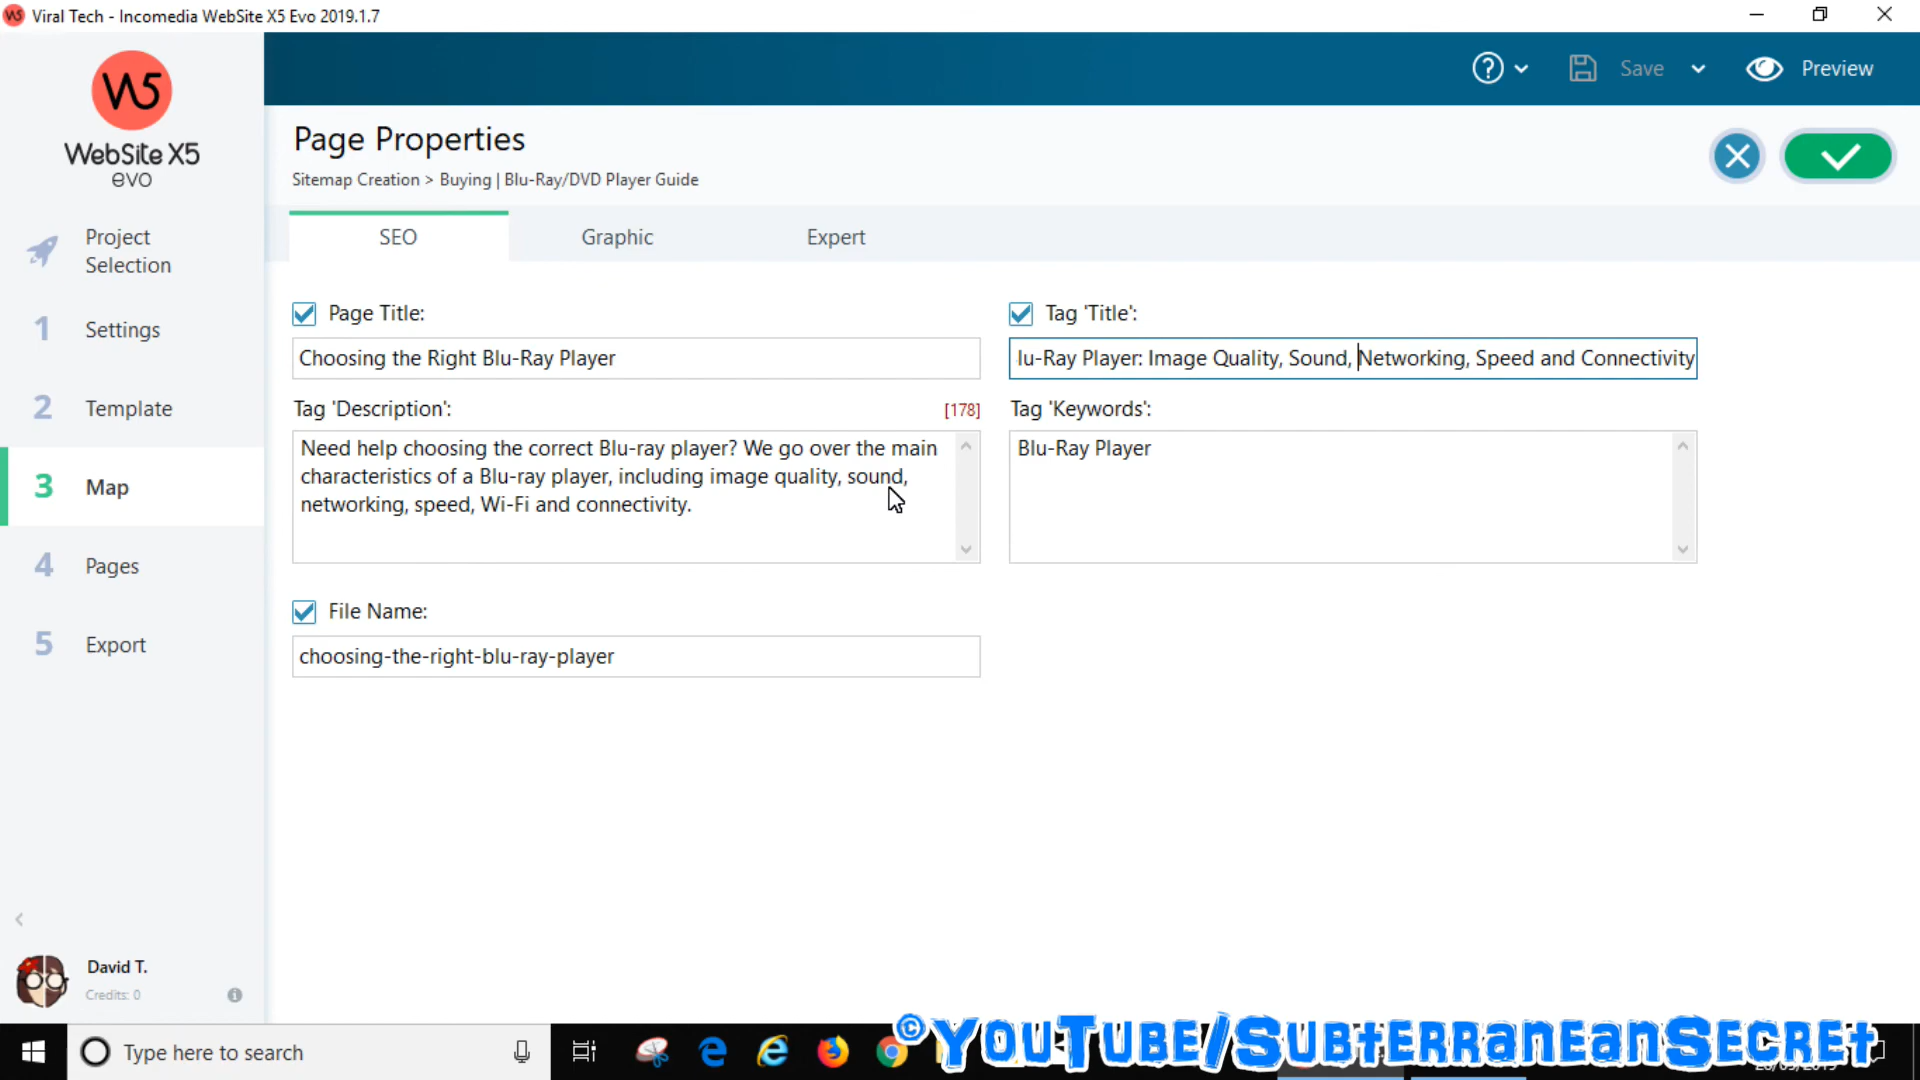 Viral Tech - Incomedia WebSite X5 Evo 2019.1.7
W5
WebSite X5
evo
Project
Selection
1 Settings
2 Template
3 Map
4 Pages
5 Export
David T.
Credits: 0
? Save Preview
Page Properties
Sitemap Creation > Buying | Blu-Ray/DVD Player Guide
SEO Graphic Expert
Page Title:
Choosing the Right Blu-Ray Player
Tag 'Title':
lu-Ray Player: Image Quality, Sound, Networking, Speed and Connectivity
Tag 'Description': [178]
Need help choosing the correct Blu-ray player? We go over the main
characteristics of a Blu-ray player, including image quality, sound,
networking, speed, Wi-Fi and connectivity.
Tag 'Keywords':
Blu-Ray Player
File Name:
choosing-the-right-blu-ray-player
Type here to search
©YouTube/SubterraneanSecret